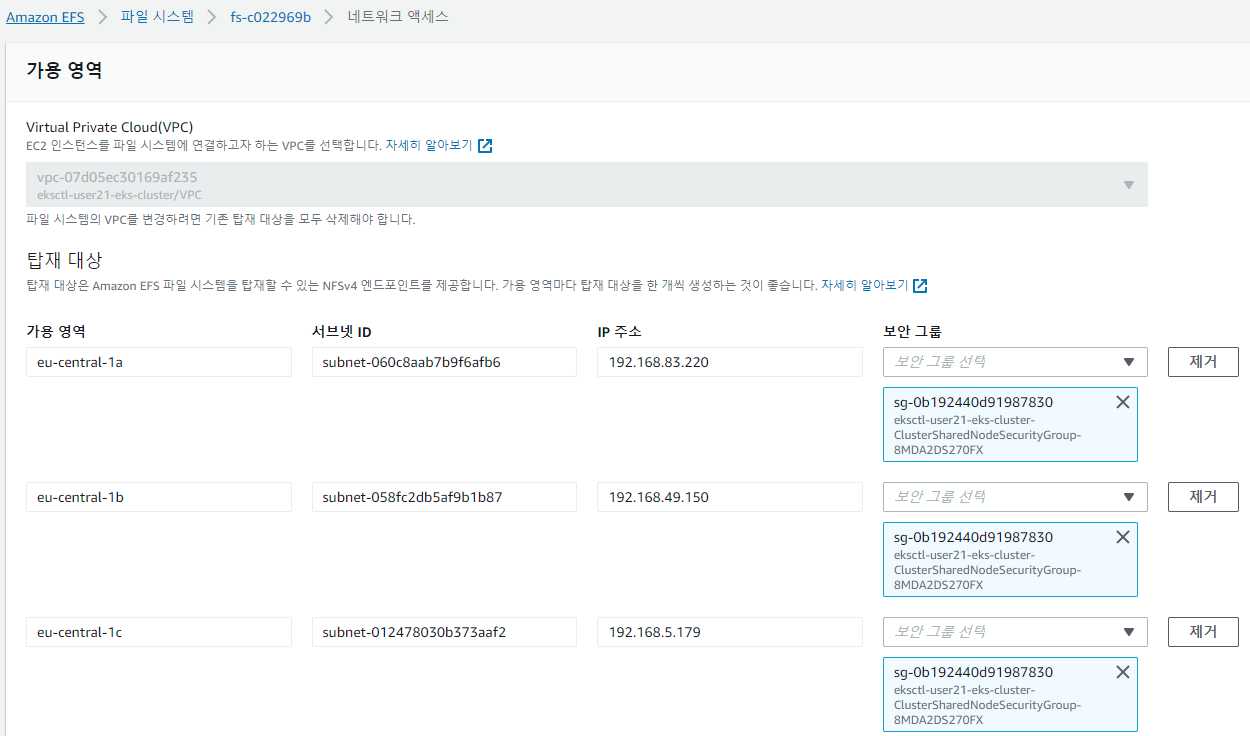 Amazon EFS > 파일 시스템 > fs-c022969b > 네트워크 액세스
가용 영역
Virtual Private Cloud(VPC)
EC2 인스턴스를 파일 시스템에 연결하고자 하는 VPC를 선택합니다. 자세히 알아보기
vpc-07d05ec30169af235
eksctl-user21-eks-cluster/VPC
파일 시스템의 VPC를 변경하려면 기존 탑재 대상을 모두 삭제해야 합니다.
탑재 대상
탑재 대상은 Amazon EFS 파일 시스템을 탑재할 수 있는 NFSv4 엔드포인트를 제공합니다. 가용 영역마다 탑재 대상을 한 개씩 생성하는 것이 좋습니다. 자세히 알아보기
가용 영역 서브넷 ID IP 주소 보안 그룹
eu-central-1a subnet-060c8aab7b9f6afb6 192.168.83.220 보안 그룹 선택 제거
sg-0b192440d91987830
eksctl-user21-eks-cluster-
ClusterSharedNodeSecurityGroup-
8MDA2DS270FX
eu-central-1b subnet-058fc2db5af9b1b87 192.168.49.150 보안 그룹 선택 제거
sg-0b192440d91987830
eksctl-user21-eks-cluster-
ClusterSharedNodeSecurityGroup-
8MDA2DS270FX
eu-central-1c subnet-012478030b373aaf2 192.168.5.179 보안 그룹 선택 제거
sg-0b192440d91987830
eksctl-user21-eks-cluster-
ClusterSharedNodeSecurityGroup-
8MDA2DS270FX